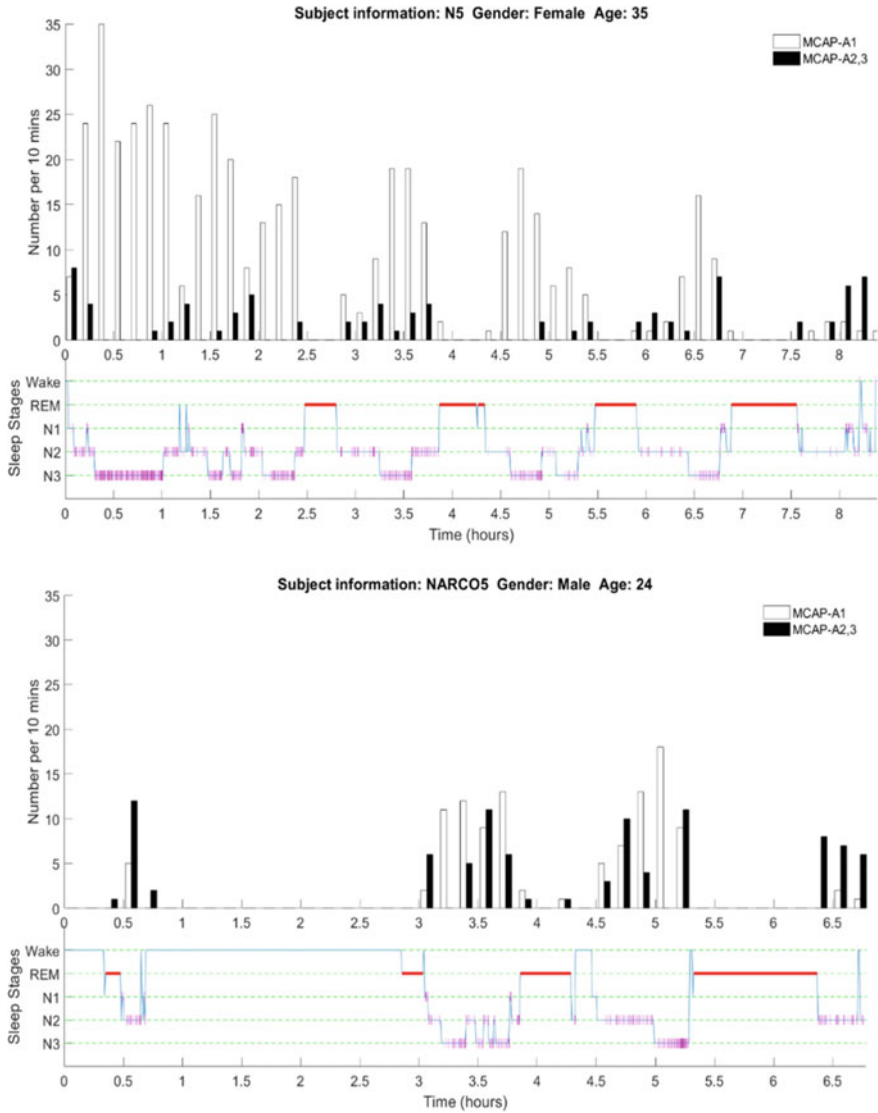 Subject information: N5 Gender: Female Age: 35
MCAP-A1
MCAP-A2,3
Number per 10 mins
35
30
25
20
15
10
5
0
0 0.5 1 1.5 2 2.5 3 3.5 4 4.5 5 5.5 6 6.5 7 7.5 8
Sleep Stages
Wake
REM
N1
N2
N3
0 0.5 1 1.5 2 2.5 3 3.5 4 4.5 5 5.5 6 6.5 7 7.5 8
Time (hours)
Subject information: NARCO5 Gender: Male Age: 24
MCAP-A1
MCAP-A2,3
Number per 10 mins
35
30
25
20
15
10
5
0
0 0.5 1 1.5 2 2.5 3 3.5 4 4.5 5 5.5 6 6.5
Sleep Stages
Wake
REM
N1
N2
N3
0 0.5 1 1.5 2 2.5 3 3.5 4 4.5 5 5.5 6 6.5
Time (hours)